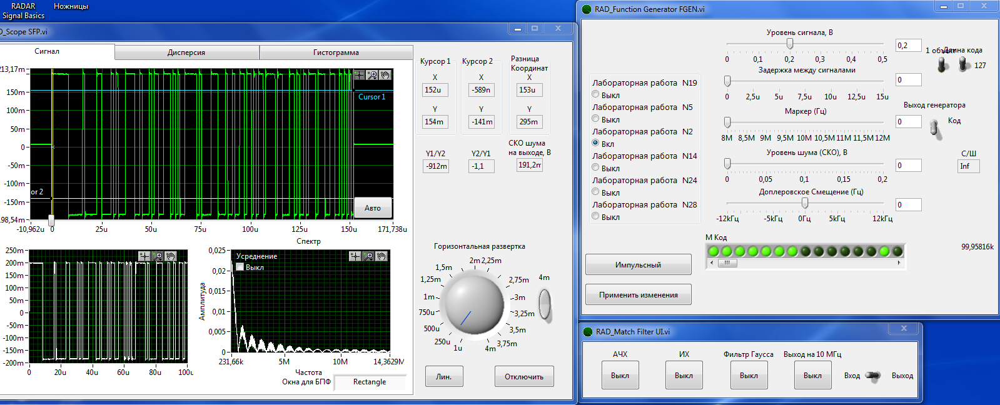 RADAR
Signal Basics
Ножницы
D_Scope SFP.vi
Сигнал
Дисперсия
Гистограмма
213,17m
150m
100m
50m
0
-50m
-100m
-150m
198,54m
-10,962u
0
25u
50u
75u
100u
125u
150u
171,738u
Cursor 1
or 2
Авто
Спектр
250m
200m
150m
100m
50m
0
-50m
-100m
-150m
-200m
0
20u
40u
60u
80u
100u
Усреднение
Выкл
Амплитуда
0,025
0,02
0,015
0,01
0,005
0
231,66k
5M
10M
14,3629M
Частота
Окна для БПФ
Rectangle
Курсор 1
X
152u
Y
154m
Курсор 2
X
-589n
Y
-141m
Разница
Координат
X
153u
Y
295m
Y1/Y2
-912m
Y2/Y1
-1,1
СКО шума
на выходе, В
191,2m
Горизонтальная развертка
1u
250u
500u
750u
1m
1,25m
1,5m
2m
2,25m
2,75m
3m
3,25m
3,5m
3,75m
4m
4m
Лин.
Отключить
RAD_Function Generator FGEN.vi
Лабораторная работа N19
Выкл
Лабораторная работа N5
Выкл
Лабораторная работа N2
Вкл
Лабораторная работа N14
Выкл
Лабораторная работа N24
Выкл
Лабораторная работа N28
Выкл
Импульсный
Применить изменения
Уровень сигнала, В
0 0,1 0,2 0,3 0,4 0,5
0,2
Задержка между сигналами
0 2,5u 5u 7,5u 10u 12,5u 15u
0
Маркер (Гц)
8M 8,5M 9M 9,5M 10M 10,5M 11M 11,5M 12M
0
Уровень шума (СКО), В
0 0,05 0,1 0,15 0,2
0
Доплеровское Смещение (Гц)
-12kГц -5kГц 0Гц 5kГц 12kГц
0
1 объект
Длина кода
127
Выход генератора
Код
С/Ш
Inf
М Код
99,95816k
RAD_Match Filter UI.vi
АЧХ
Выкл
ИХ
Выкл
Фильтр Гаусса
Выкл
Выход на 10 МГц
Выкл
Вход
Выход